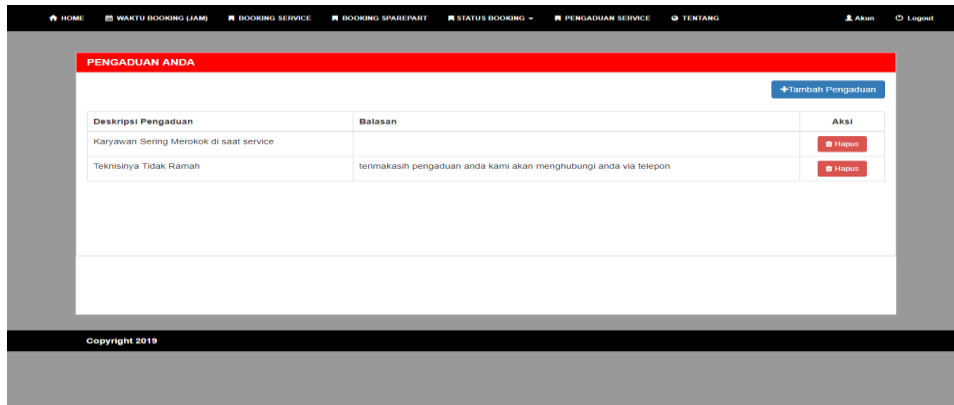 HOME WAKTU BOOKING (JAM) BOOKING SERVICE BOOKING SPAREPART STATUS BOOKING PENGADUAN SERVICE TENTANG Akun Logout
PENGADUAN ANDA
+Tambah Pengaduan
Deskripsi Pengaduan Balasan Aksi
Karyawan Sering Merokok di saat service Hapus
Teknisinya Tidak Ramah terimakasih pengaduan anda kami akan menghubungi anda via telepon Hapus
Copyright 2019